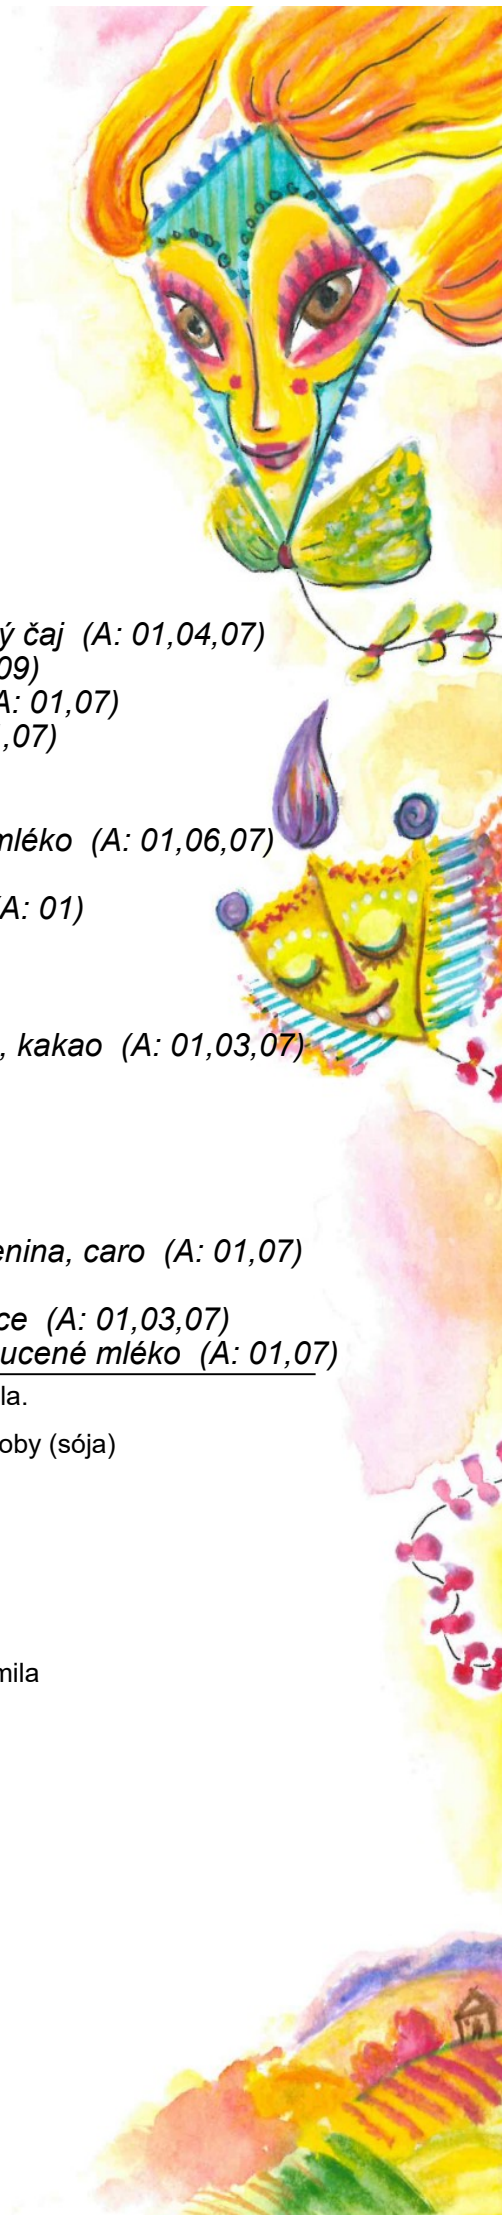 ý čaj (A: 01,04,07)
09)
A: 01,07)
,07)
mléko (A: 01,06,07)
(A: 01)
, kakao (A: 01,03,07)
enina, caro (A: 01,07)
ce (A: 01,03,07)
ucené mléko (A: 01,07)
la.
oby (sója)
mila